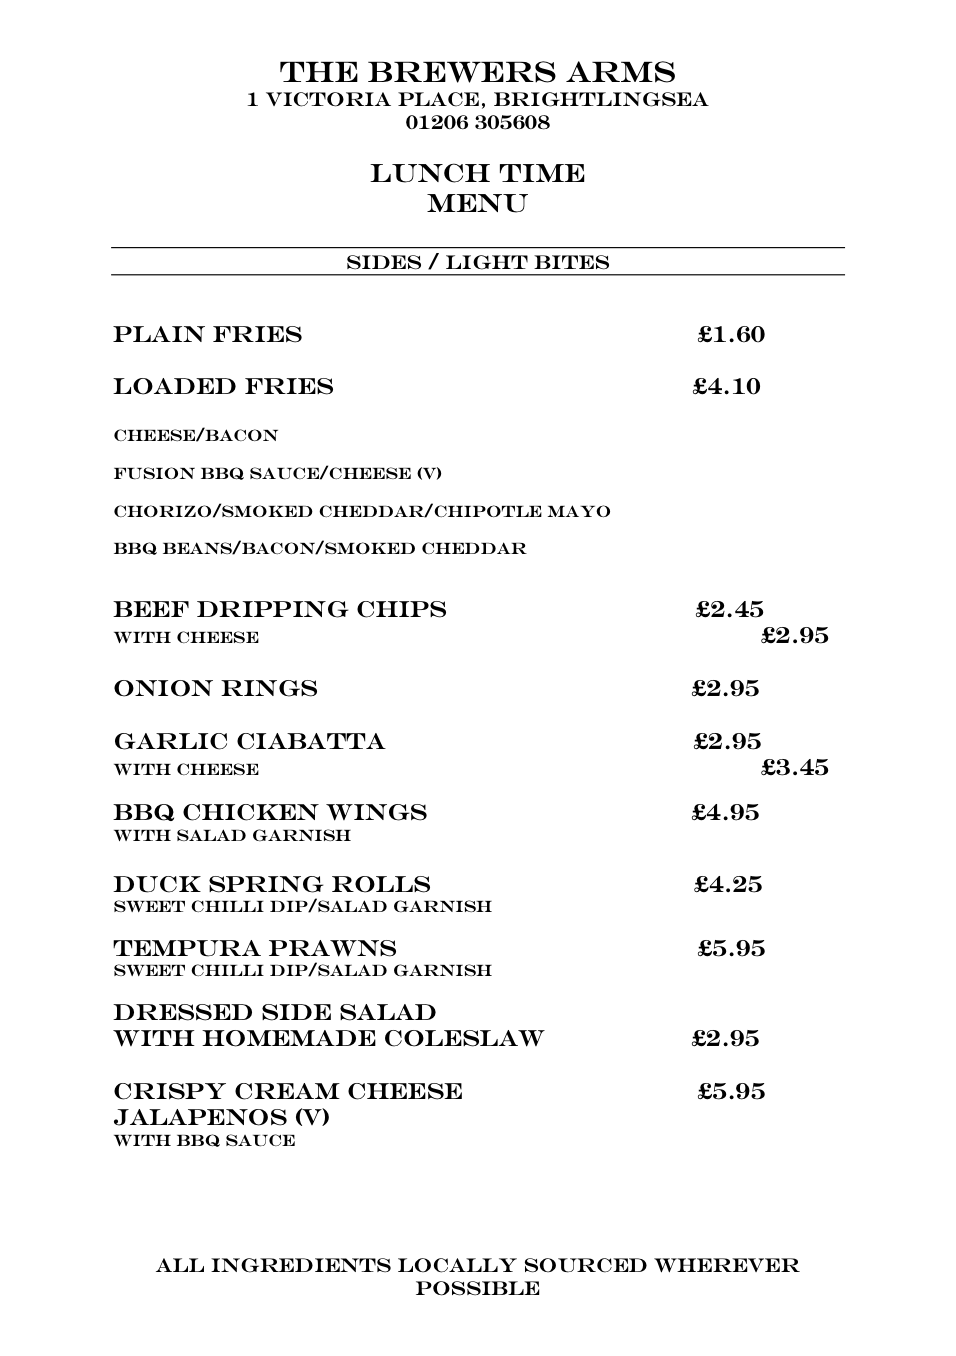 THE BREWERS ARMS
1 VICTORIA PLACE, BRIGHTLINGSEA
01206 305608
LUNCH TIME
MENU
SIDES / LIGHT BITES
PLAIN FRIES £1.60
LOADED FRIES £4.10
CHEESE/BACON
FUSION BBQ SAUCE/CHEESE (V)
CHORIZO/SMOKED CHEDDAR/CHIPOTLE MAYO
BBQ BEANS/BACON/SMOKED CHEDDAR
BEEF DRIPPING CHIPS £2.45
WITH CHEESE £2.95
ONION RINGS £2.95
GARLIC CIABATTA £2.95
WITH CHEESE £3.45
BBQ CHICKEN WINGS £4.95
WITH SALAD GARNISH
DUCK SPRING ROLLS £4.25
SWEET CHILLI DIP/SALAD GARNISH
TEMPURA PRAWNS £5.95
SWEET CHILLI DIP/SALAD GARNISH
DRESSED SIDE SALAD
WITH HOMEMADE COLESLAW £2.95
CRISPY CREAM CHEESE £5.95
JALAPENOS (V)
WITH BBQ SAUCE
ALL INGREDIENTS LOCALLY SOURCED WHEREVER
POSSIBLE